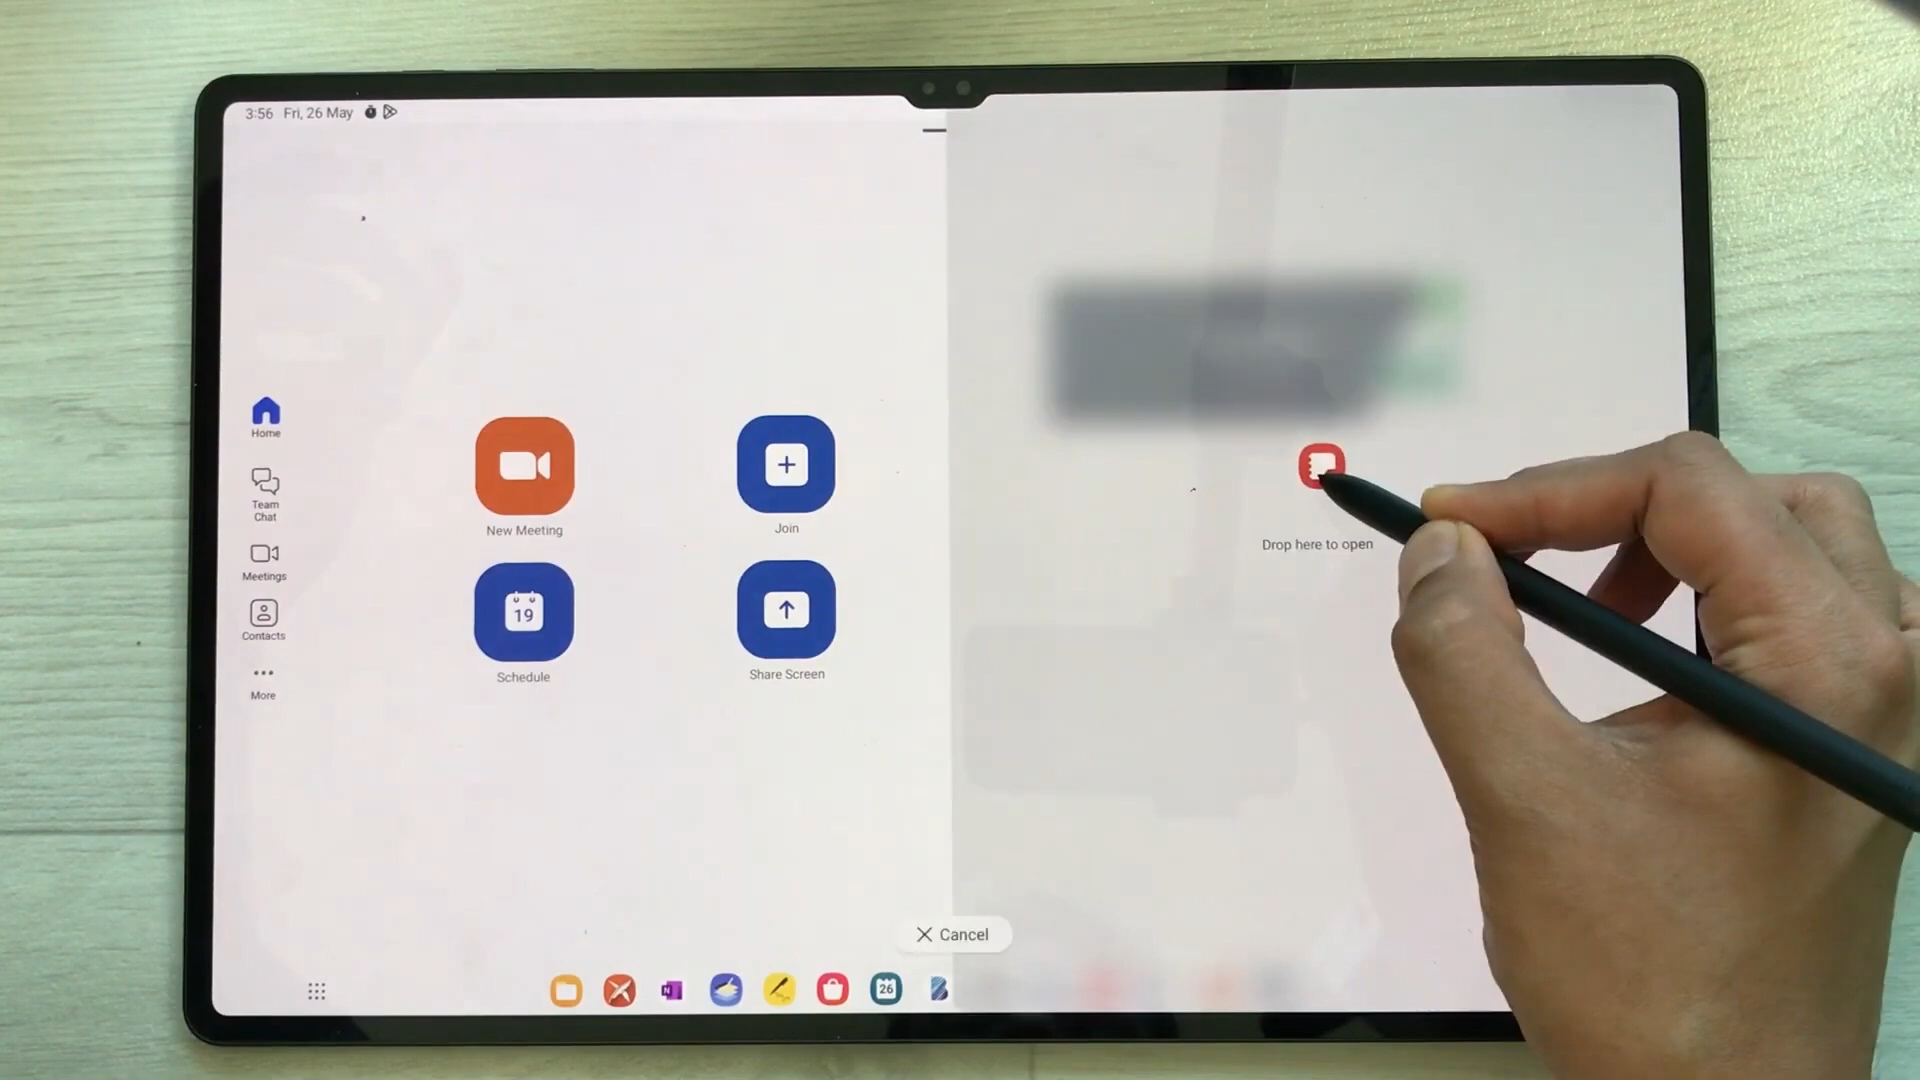 3:56 Fri, 26 May
Home
Team
Chat
Meetings
Contacts
More
New Meeting
Join
19
Schedule
Share Screen
Drop here to open
Cancel
N
26